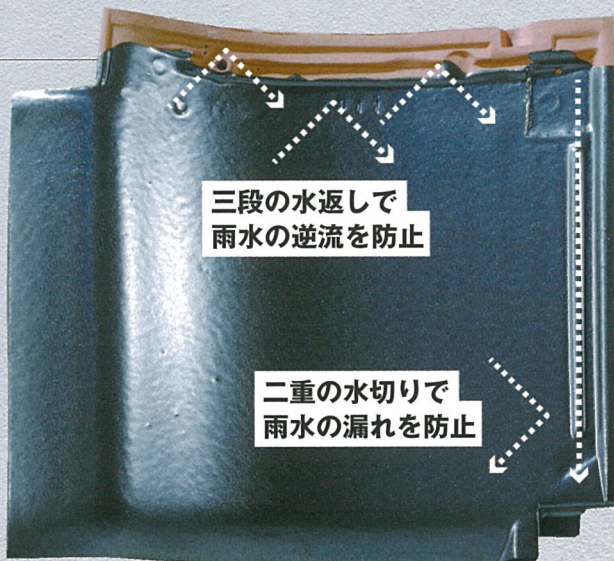 三段の水返しで
雨水の逆流を防止
二重の水切りで
雨水の漏れを防止